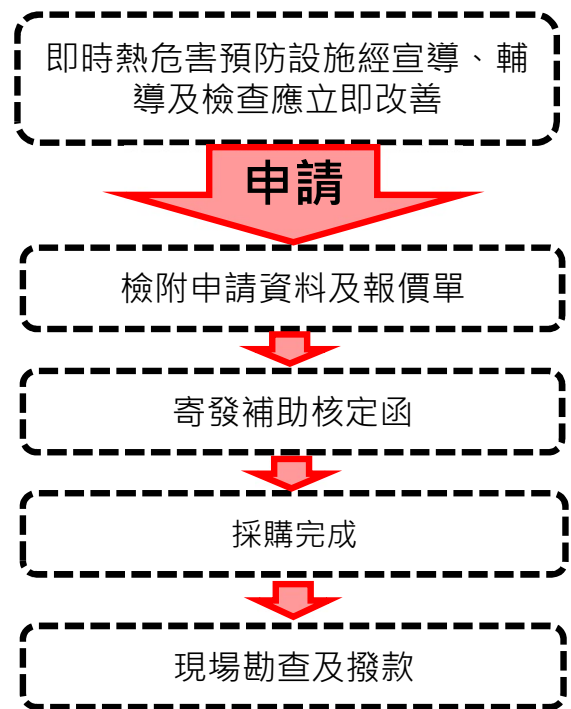 即時熱危害預防設施經宣導、輔
導及檢查應立即改善
申請
檢附申請資料及報價單
寄發補助核定函
採購完成
現場勘查及撥款